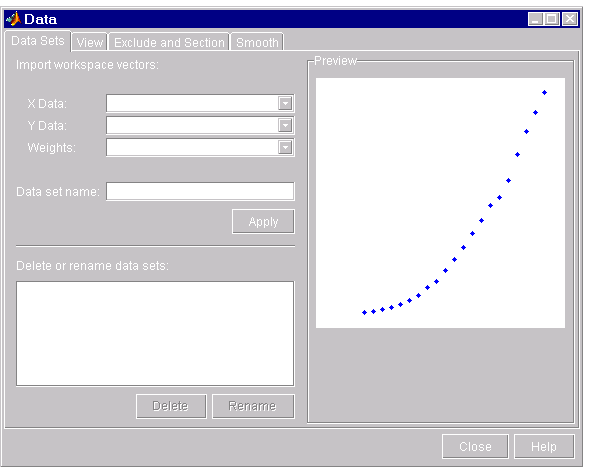 Data
Data Sets View Exclude and Section Smooth
Import workspace vectors:
X Data:
Y Data:
Weights:
Data set name:
Apply
Delete or rename data sets:
Delete Rename
Preview
Close Help